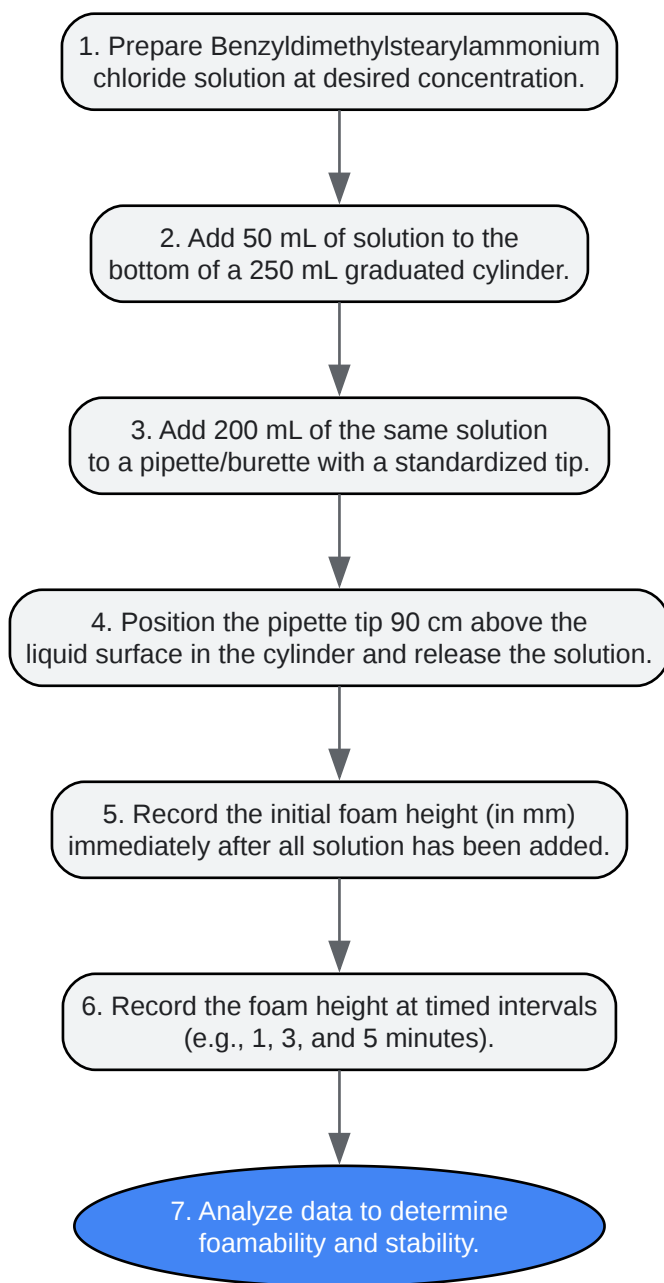 1. Prepare Benzyldimethylstearylammonium
chloride solution at desired concentration.
2. Add 50 mL of solution to the
bottom of a 250 mL graduated cylinder.
3. Add 200 mL of the same solution
to a pipette/burette with a standardized tip.
4. Position the pipette tip 90 cm above the
liquid surface in the cylinder and release the solution.
5. Record the initial foam height (in mm)
immediately after all solution has been added.
6. Record the foam height at timed intervals
(e.g., 1, 3, and 5 minutes).
7. Analyze data to determine
foamability and stability.